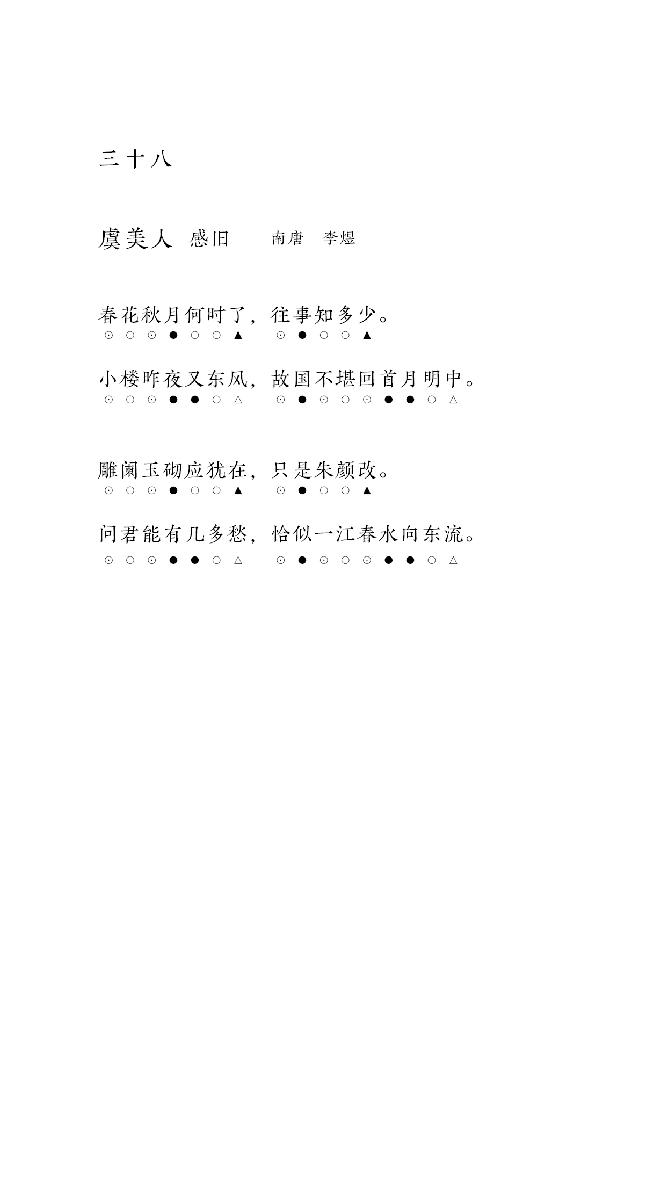 三十八
虞美人 感旧 南唐 李煜
春花秋月何时了，往事知多少。
⊙○⊙●○○▲ ⊙●○○▲
小楼昨夜又东风，故国不堪回首月明中。
⊙○⊙●●○△ ⊙●⊙○⊙●●○△
雕阑玉砌应犹在，只是朱颜改。
⊙○⊙●○○▲ ⊙●○○▲
问君能有几多愁，恰似一江春水向东流。
⊙○⊙●●○△ ⊙●⊙○⊙●●○△